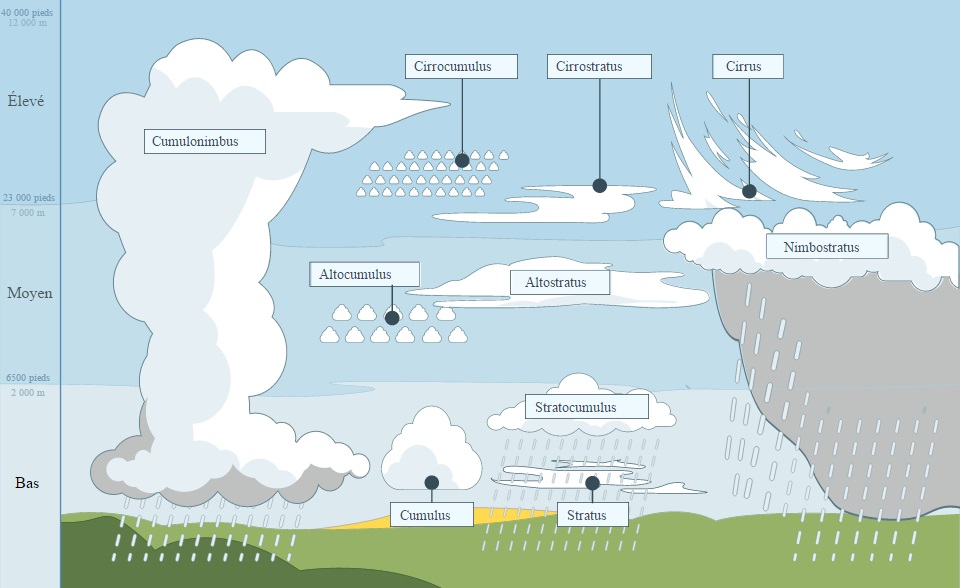 40 000 pieds
12 000 m
Élevé
Cirrocumulus
Cirrostratus
Cirrus
Cumulonimbus
23 000 pieds
7 000 m
Nimbostratus
Altocumulus
Altostratus
Moyen
6500 pieds
2 000 m
Stratocumulus
Bas
Cumulus
Stratus